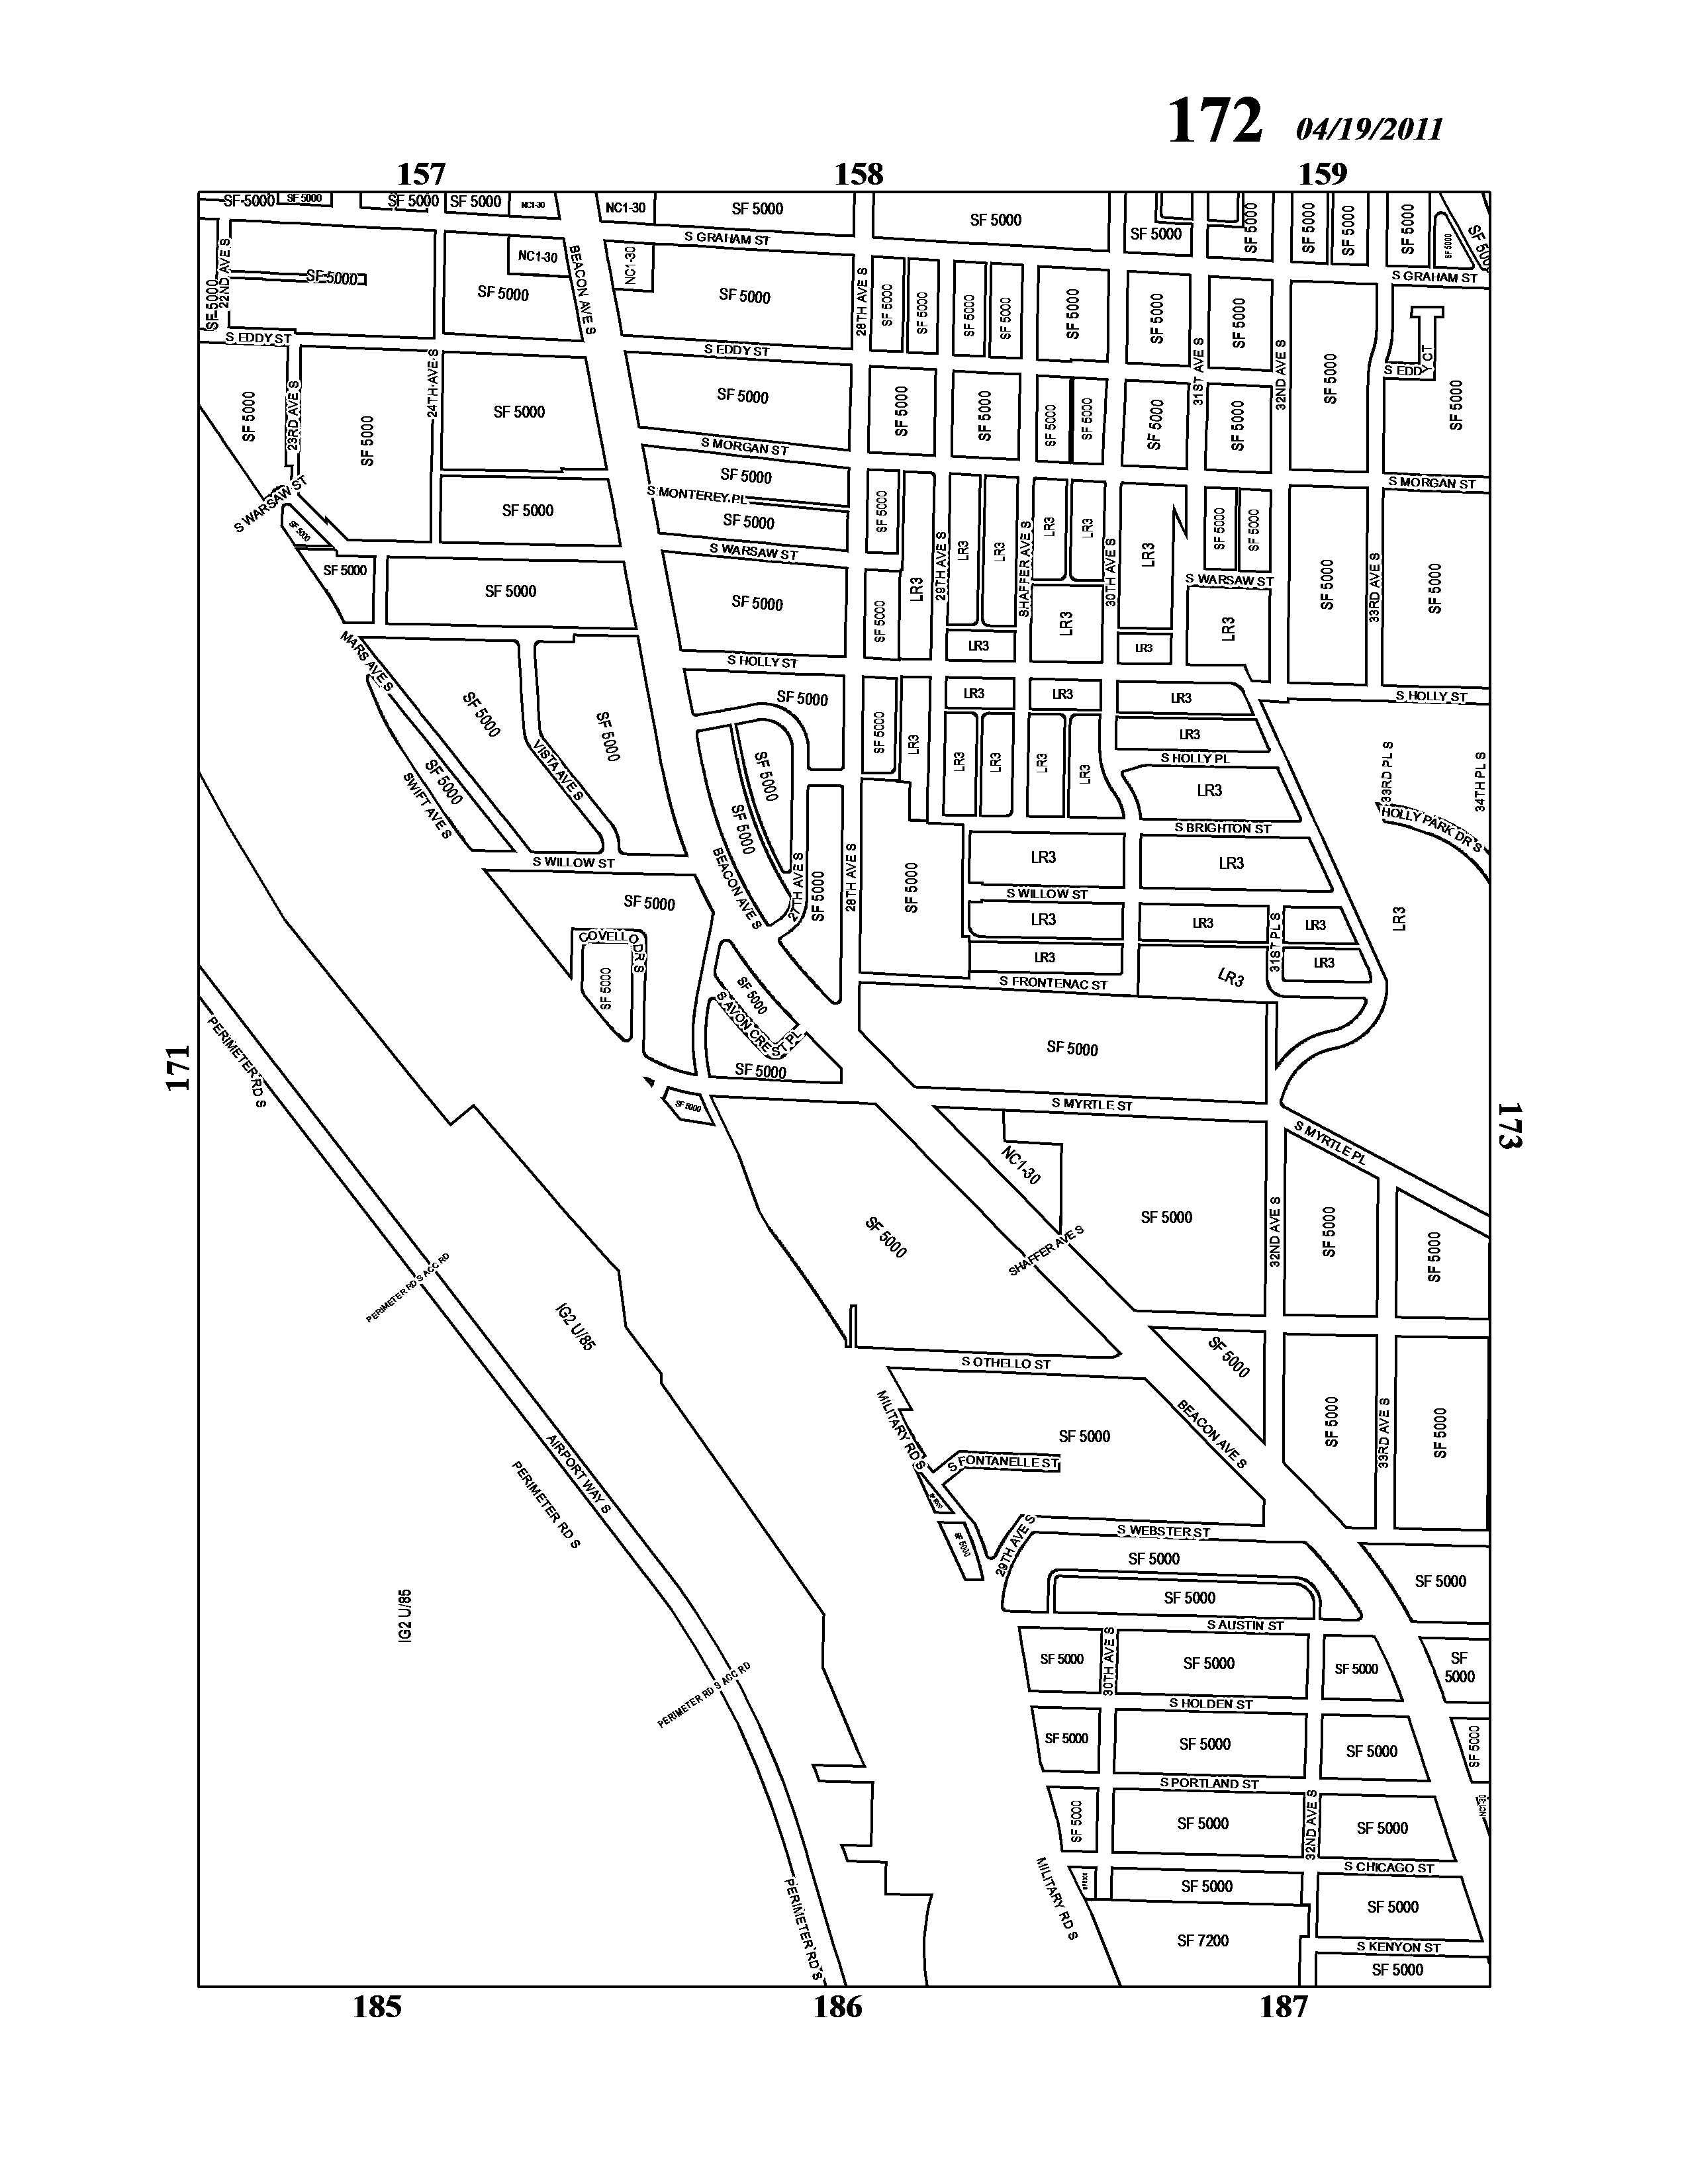 172 04/19/2011
157 158 159
SF 5000 SF 5000 SF 5000 SF 5000 NC1-30 NC1-30 SF 5000 SF 5000 SF 5000 SF 5000 SF 5000 SF 5000 SF 5000 SF 5000
S GRAHAM ST
S GRAHAM ST
22ND AVE S
SF 5000
SF 5000
NC1-30
BEACON AVE S
NC1-30
SF 5000
SF 5000
28TH AVE S
SF 5000
SF 5000
SF 5000
SF 5000
SF 5000
SF 5000
SF 5000
31ST AVE S
32ND AVE S
SF 5000
S EDDY CT
SF 5000
S EDDY ST
S EDDY ST
SF 5000
23RD AVE S
SF 5000
24TH AVE S
SF 5000
SF 5000
SF 5000
SF 5000
SF 5000
SF 5000
SF 5000
SF 5000
S MORGAN ST
S MORGAN ST
SF 5000
S MONTEREY PL
SF 5000
S WARSAW ST
SF 5000
SF 5000
SF 5000
S WARSAW ST
SF 5000
SF 5000
SF 5000
SF 5000
LR3
29TH AVE S
LR3
LR3
SHAFFER AVE S
LR3
LR3
LR3
30TH AVE S
LR3
SF 5000
SF 5000
S WARSAW ST
LR3
SF 5000
33RD AVE S
SF 5000
LR3
LR3
S HOLLY ST
S HOLLY ST
MARS AVE S
SF 5000
VISTA AVE S
SF 5000
SF 5000
SWIFT AVE S
SF 5000
SF 5000
SF 5000
BEACON AVE S
27TH AVE S
SF 5000
28TH AVE S
SF 5000
LR3
LR3
LR3
LR3
LR3
LR3
LR3
LR3
LR3
S HOLLY PL
LR3
33RD PL S
34TH PL S
HOLLY PARK DR S
S BRIGHTON ST
S WILLOW ST
SF 5000
SF 5000
LR3
LR3
S WILLOW ST
LR3
LR3
31ST PL S
LR3
LR3
LR3
LR3
LR3
COVELLO DR S
SF 5000
SF 5000
S AVON CREST PL
SF 5000
S FRONTENAC ST
SF 5000
171
173
PERIMETER RD S
SF 5000
S MYRTLE ST
S MYRTLE PL
NC1-30
SF 5000
SF 5000
32ND AVE S
SF 5000
SF 5000
SHAFFER AVE S
PERIMETER RD S ACC RD
IG2 U/85
S OTHELLO ST
SF 5000
MILITARY RD S
SF 5000
BEACON AVE S
SF 5000
33RD AVE S
SF 5000
AIRPORT WAY S
PERIMETER RD S
S FONTANELLE ST
SF 5000
SF 5000
29TH AVE S
S WEBSTER ST
SF 5000
SF 5000
SF 5000
IG2 U/85
S AUSTIN ST
SF 5000
30TH AVE S
SF 5000
SF 5000
SF
5000
PERIMETER RD S ACC RD
S HOLDEN ST
SF 5000
SF 5000
SF 5000
SF 5000
S PORTLAND ST
SF 5000
SF 5000
32ND AVE S
SF 5000
NC1-30
S CHICAGO ST
MILITARY RD S
SF 5000
SF 5000
SF 5000
PERIMETER RD S
SF 7200
S KENYON ST
SF 5000
185 186 187